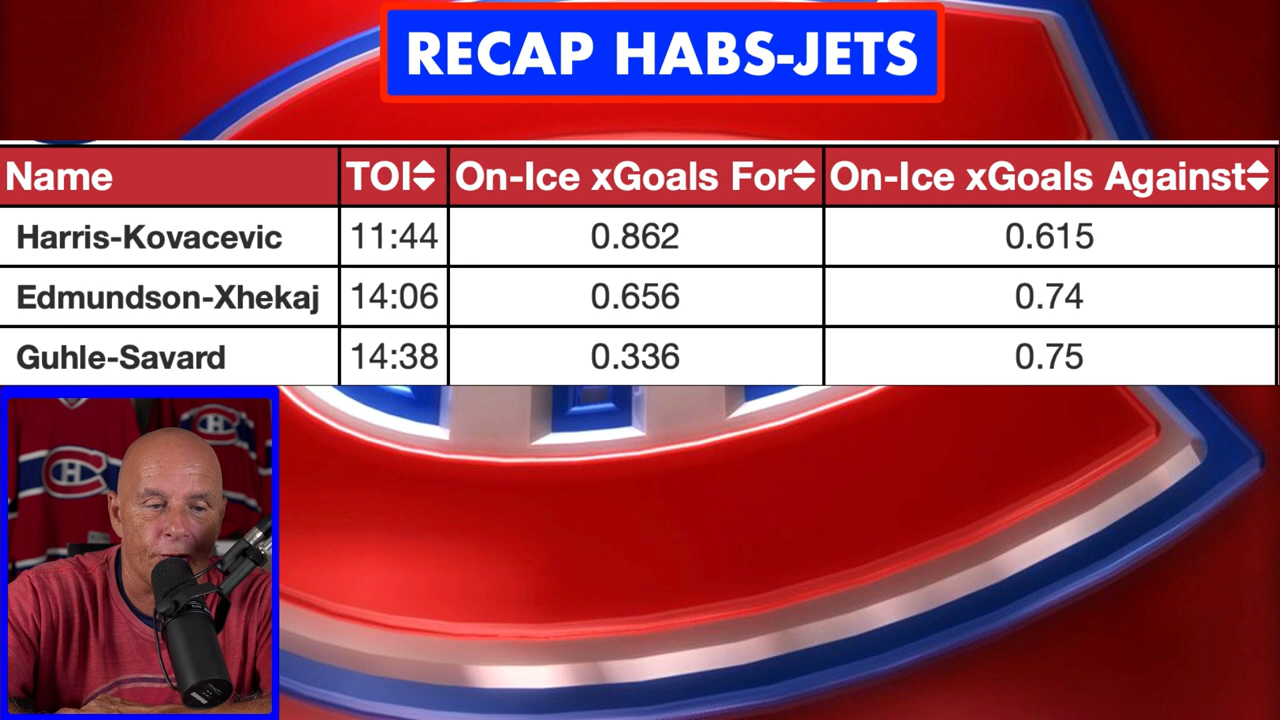 RECAP HABS-JETS
Name TOI On-Ice xGoals For On-Ice xGoals Against
Harris-Kovacevic 11:44 0.862 0.615
Edmundson-Xhekaj 14:06 0.656 0.74
Guhle-Savard 14:38 0.336 0.75